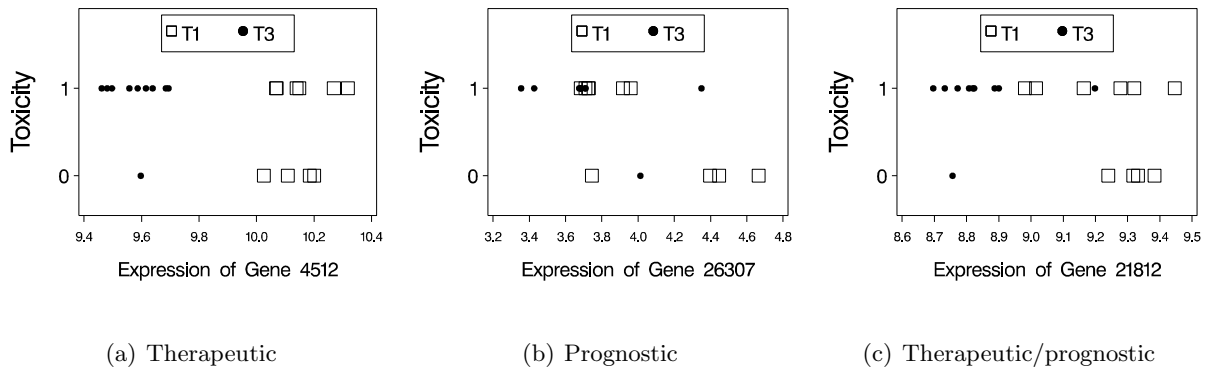 T1 T3
Toxicity
1
0
9.4 9.6 9.8 10.0 10.2 10.4
Expression of Gene 4512
(a) Therapeutic
T1 T3
Toxicity
1
0
3.2 3.4 3.6 3.8 4.0 4.2 4.4 4.6 4.8
Expression of Gene 26307
(b) Prognostic
T1 T3
Toxicity
1
0
8.6 8.7 8.8 8.9 9.0 9.1 9.2 9.3 9.4 9.5
Expression of Gene 21812
(c) Therapeutic/prognostic